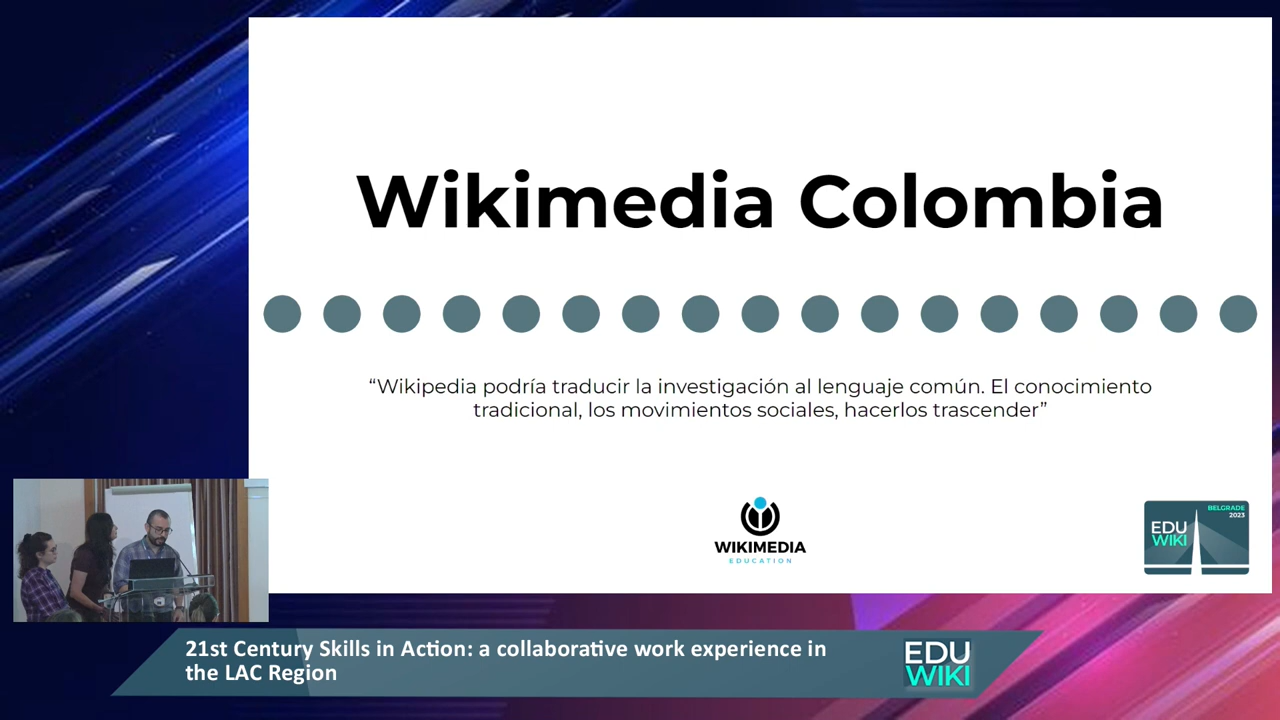 Wikimedia Colombia
“Wikipedia podría traducir la investigación al lenguaje común. El conocimiento
tradicional, los movimientos sociales, hacerlos trascender”
WIKIMEDIA
EDUCATION
BELGRADE
2023
EDU
WIKI
21st Century Skills in Action: a collaborative work experience in
the LAC Region
EDU
WIKI